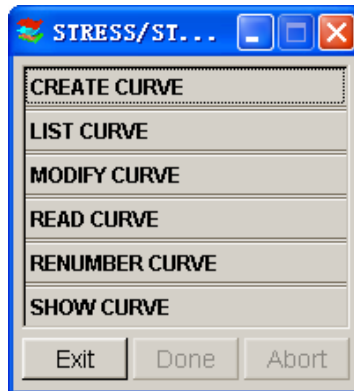 STRESS/ST...
CREATE CURVE
LIST CURVE
MODIFY CURVE
READ CURVE
RENUMBER CURVE
SHOW CURVE
Exit Done Abort